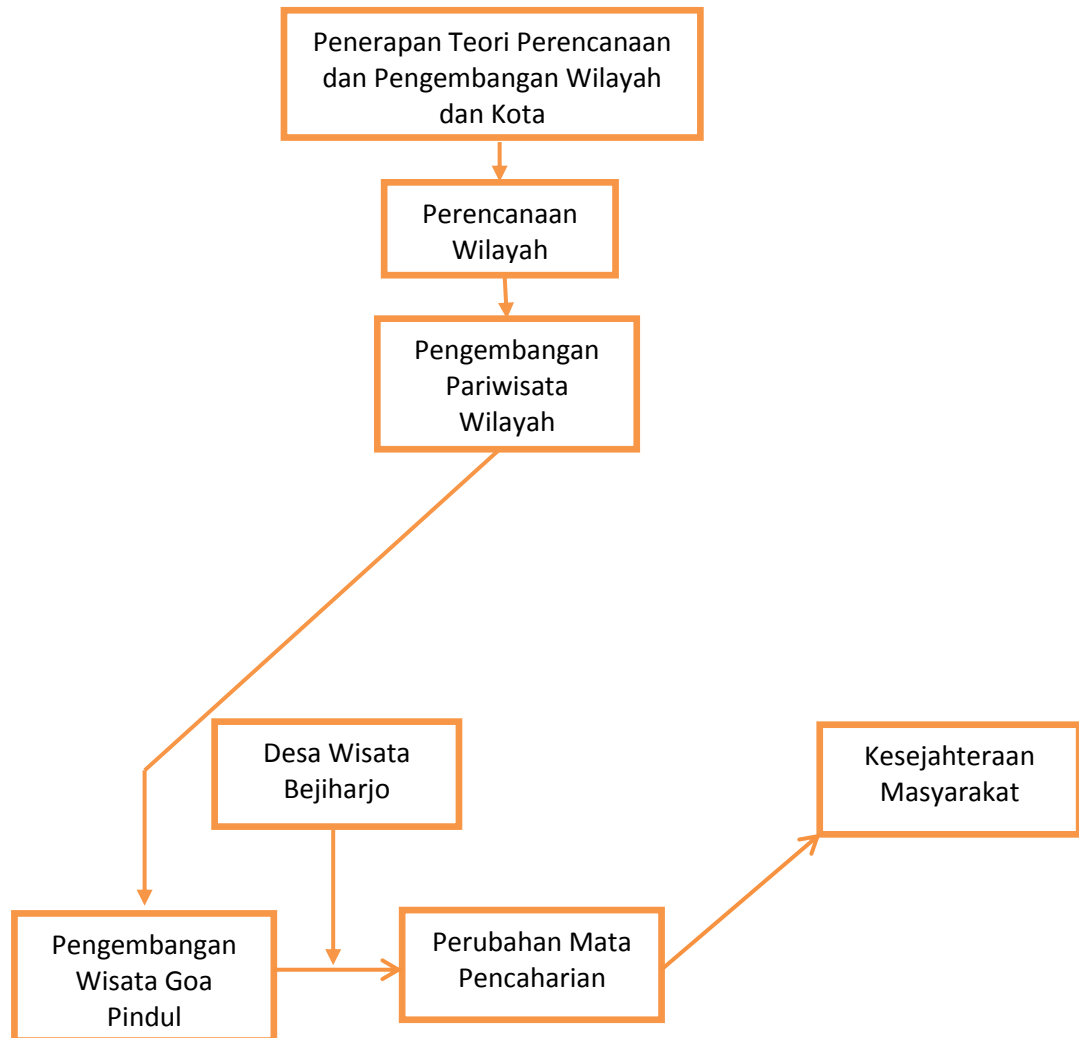 Penerapan Teori Perencanaan
dan Pengembangan Wilayah
dan Kota
Perencanaan
Wilayah
Pengembangan
Pariwisata
Wilayah
Desa Wisata
Bejiharjo
Kesejahteraan
Masyarakat
Pengembangan
Wisata Goa
Pindul
Perubahan Mata
Pencaharian